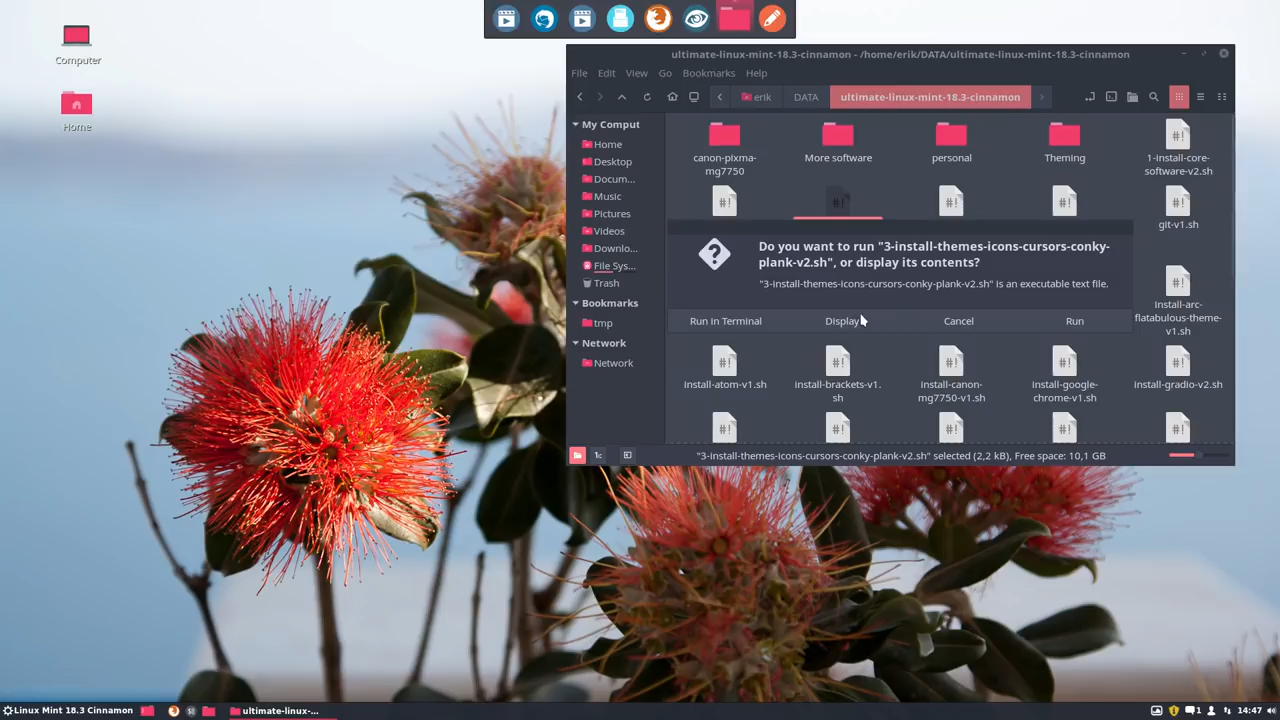 Computer
Home
ultimate-linux-mint-18.3-cinnamon - /home/erik/DATA/ultimate-linux-mint-18.3-cinnamon
File Edit View Go Bookmarks Help
erik DATA ultimate-linux-mint-18.3-cinnamon
My Comput
Home
Desktop
Docum...
Music
Pictures
Videos
Downlo...
File Sys...
Trash
Bookmarks
tmp
Network
Network
canon-pixma-
mg7750
More software
personal
Theming
1-install-core-
software-v2.sh
#!
#!
#!
#!
#!
#!
git-v1.sh
Do you want to run "3-install-themes-icons-cursors-conky-
plank-v2.sh", or display its contents?
"3-install-themes-icons-cursors-conky-plank-v2.sh" is an executable text file.
Run in Terminal Display Cancel Run
#!
install-arc-
flatabulous-theme-
v1.sh
#!
install-atom-v1.sh
#!
install-brackets-v1.
sh
#!
install-canon-
mg7750-v1.sh
#!
install-google-
chrome-v1.sh
#!
install-gradio-v2.sh
#!
#!
#!
#!
#!
"3-install-themes-icons-cursors-conky-plank-v2.sh" selected (2,2 kB), Free space: 10,1 GB
Linux Mint 18.3 Cinnamon
ultimate-linux-...
1
14:47